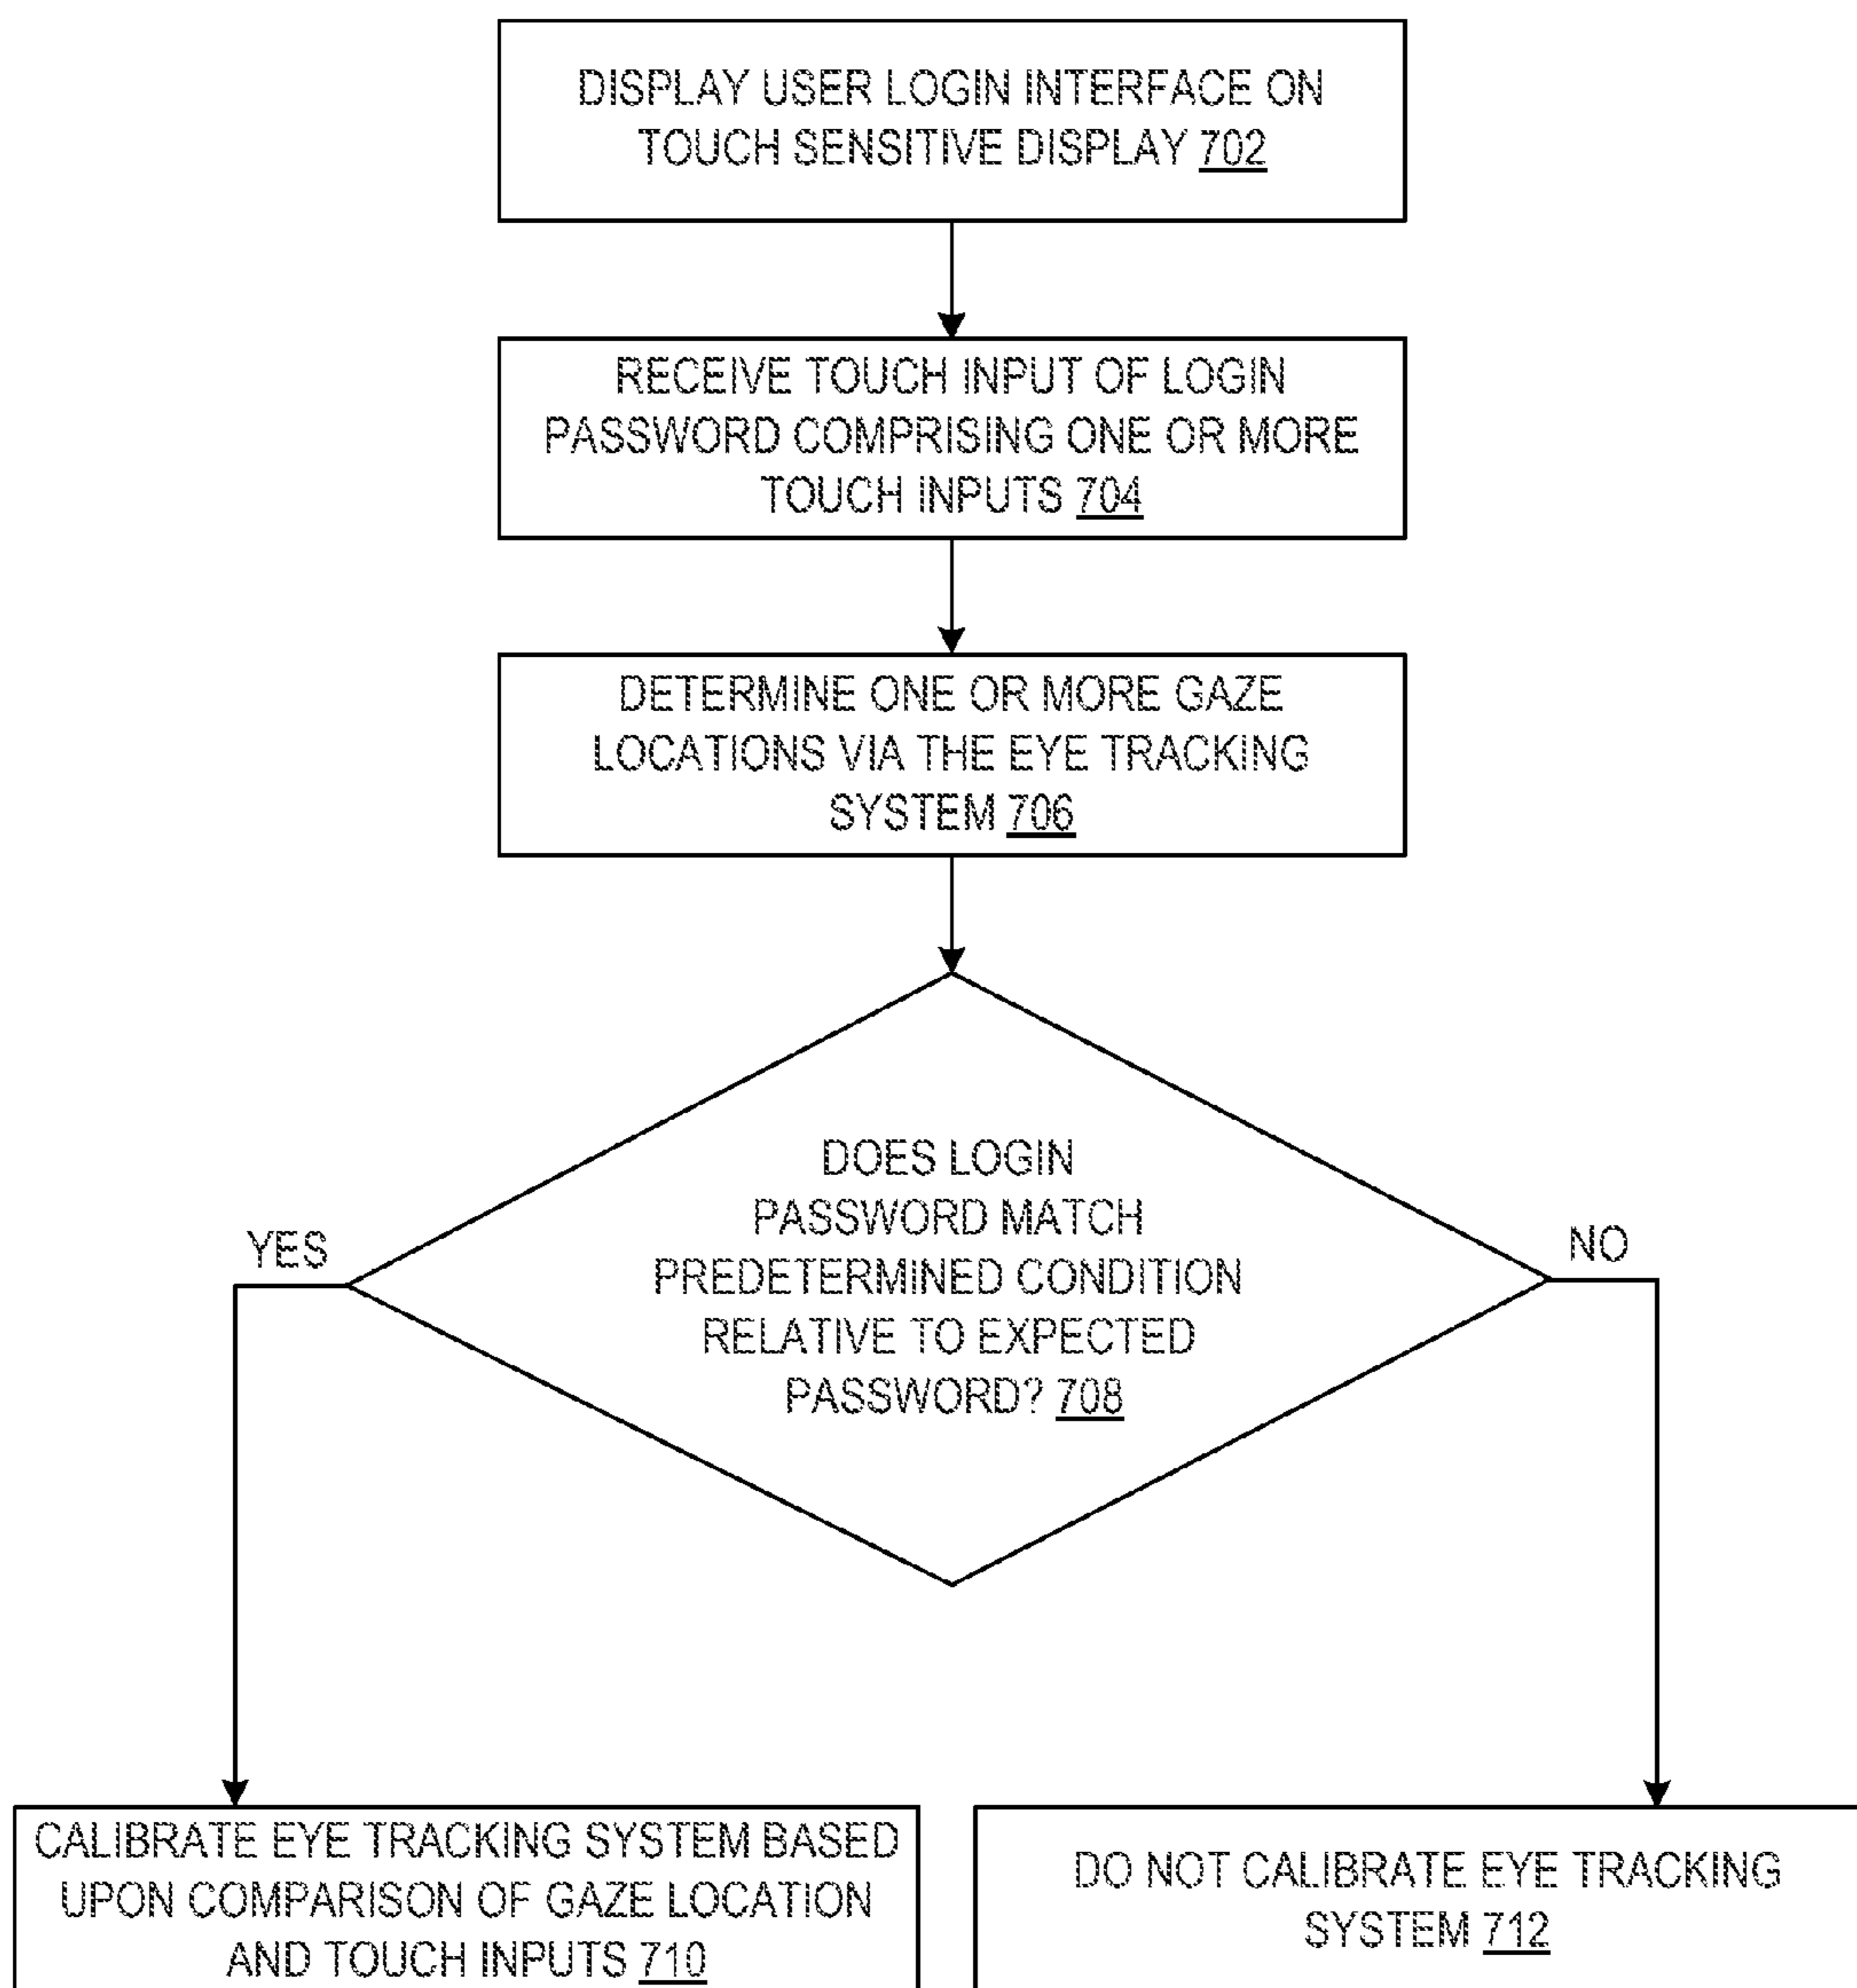 DISPLAY USER LOGIN INTERFACE ON
TOUCH SENSITIVE DISPLAY 702
RECEIVE TOUCH INPUT OF LOGIN
PASSWORD COMPRISING ONE OR MORE
TOUCH INPUTS 704
DETERMINE ONE OR MORE GAZE
LOCATIONS VIA THE EYE TRACKING
SYSTEM 706
DOES LOGIN
PASSWORD MATCH
PREDETERMINED CONDITION
RELATIVE TO EXPECTED
PASSWORD? 708
YES
NO
CALIBRATE EYE TRACKING SYSTEM BASED
UPON COMPARISON OF GAZE LOCATION
AND TOUCH INPUTS 710
DO NOT CALIBRATE EYE TRACKING
SYSTEM 712